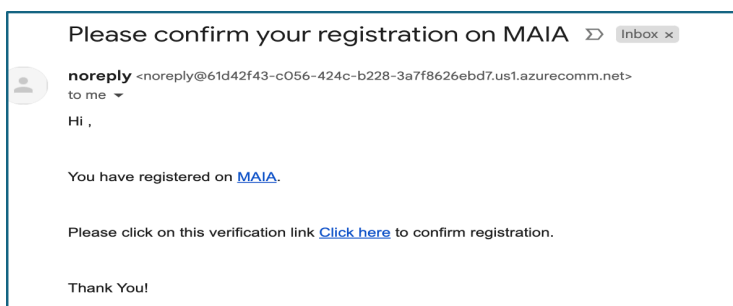 Please confirm your registration on MAIA Inbox ×
noreply <noreply@61d42f43-c056-424c-b228-3a7f8626ebd7.us1.azurecomm.net>
to me
Hi ,
You have registered on MAIA.
Please click on this verification link Click here to confirm registration.
Thank You!